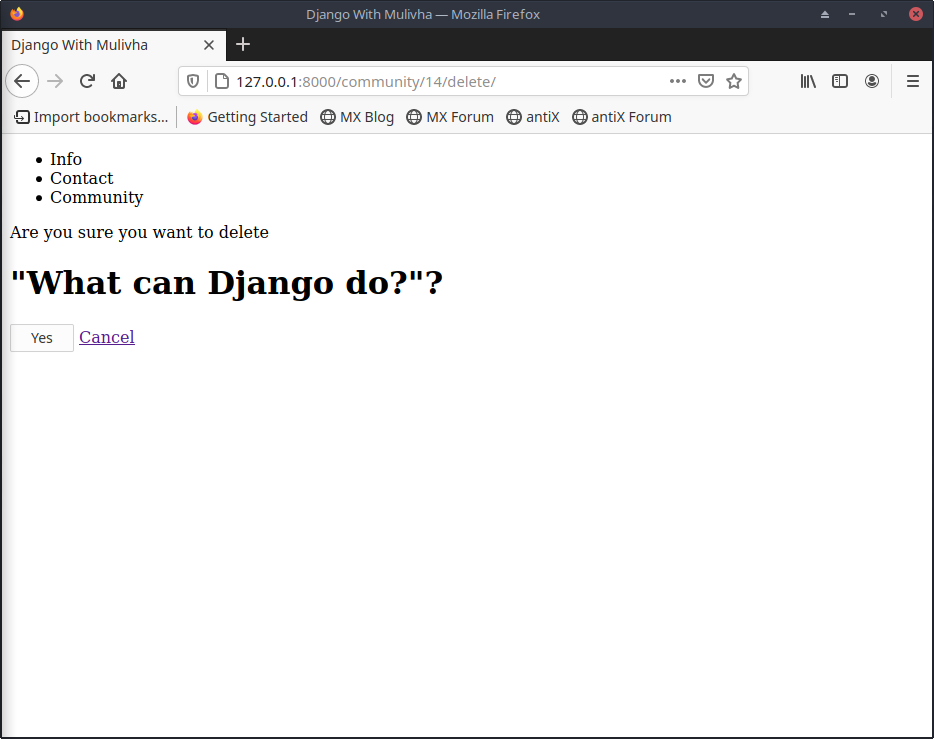 Django With Mulivha — Mozilla Firefox
Django With Mulivha
127.0.0.1:8000/community/14/delete/
Import bookmarks... Getting Started MX Blog MX Forum antiX antiX Forum
Info
Contact
Community
Are you sure you want to delete
"What can Django do?"?
Yes Cancel